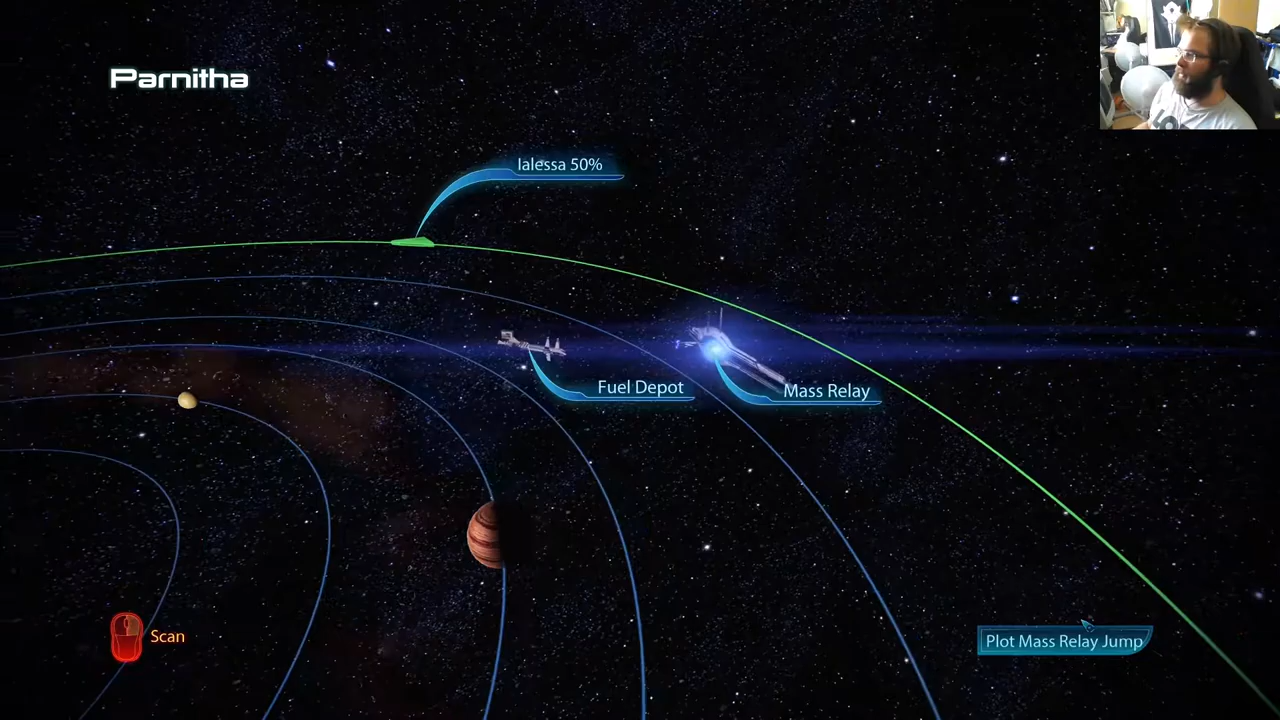 Parnitha
Ialessa 50%
Fuel Depot
Mass Relay
Scan
Plot Mass Relay Jump